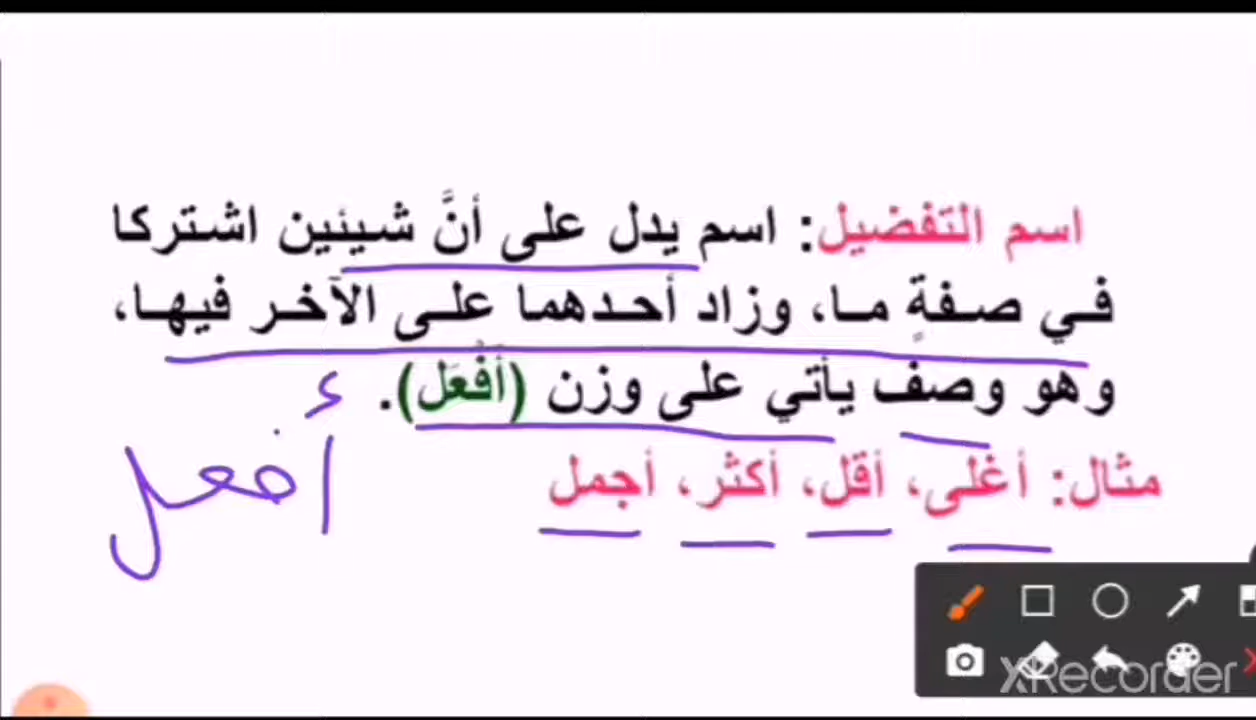 اسم التفضيل: اسم يدل على أنَّ شيئين اشتركا
في صفةٍ ما، وزاد أحدهما على الآخر فيها،
وهو وصف يأتي على وزن (أَفْعَل).
أفعل
مثال: أغلى، أقل، أكثر، أجمل
XRecorder